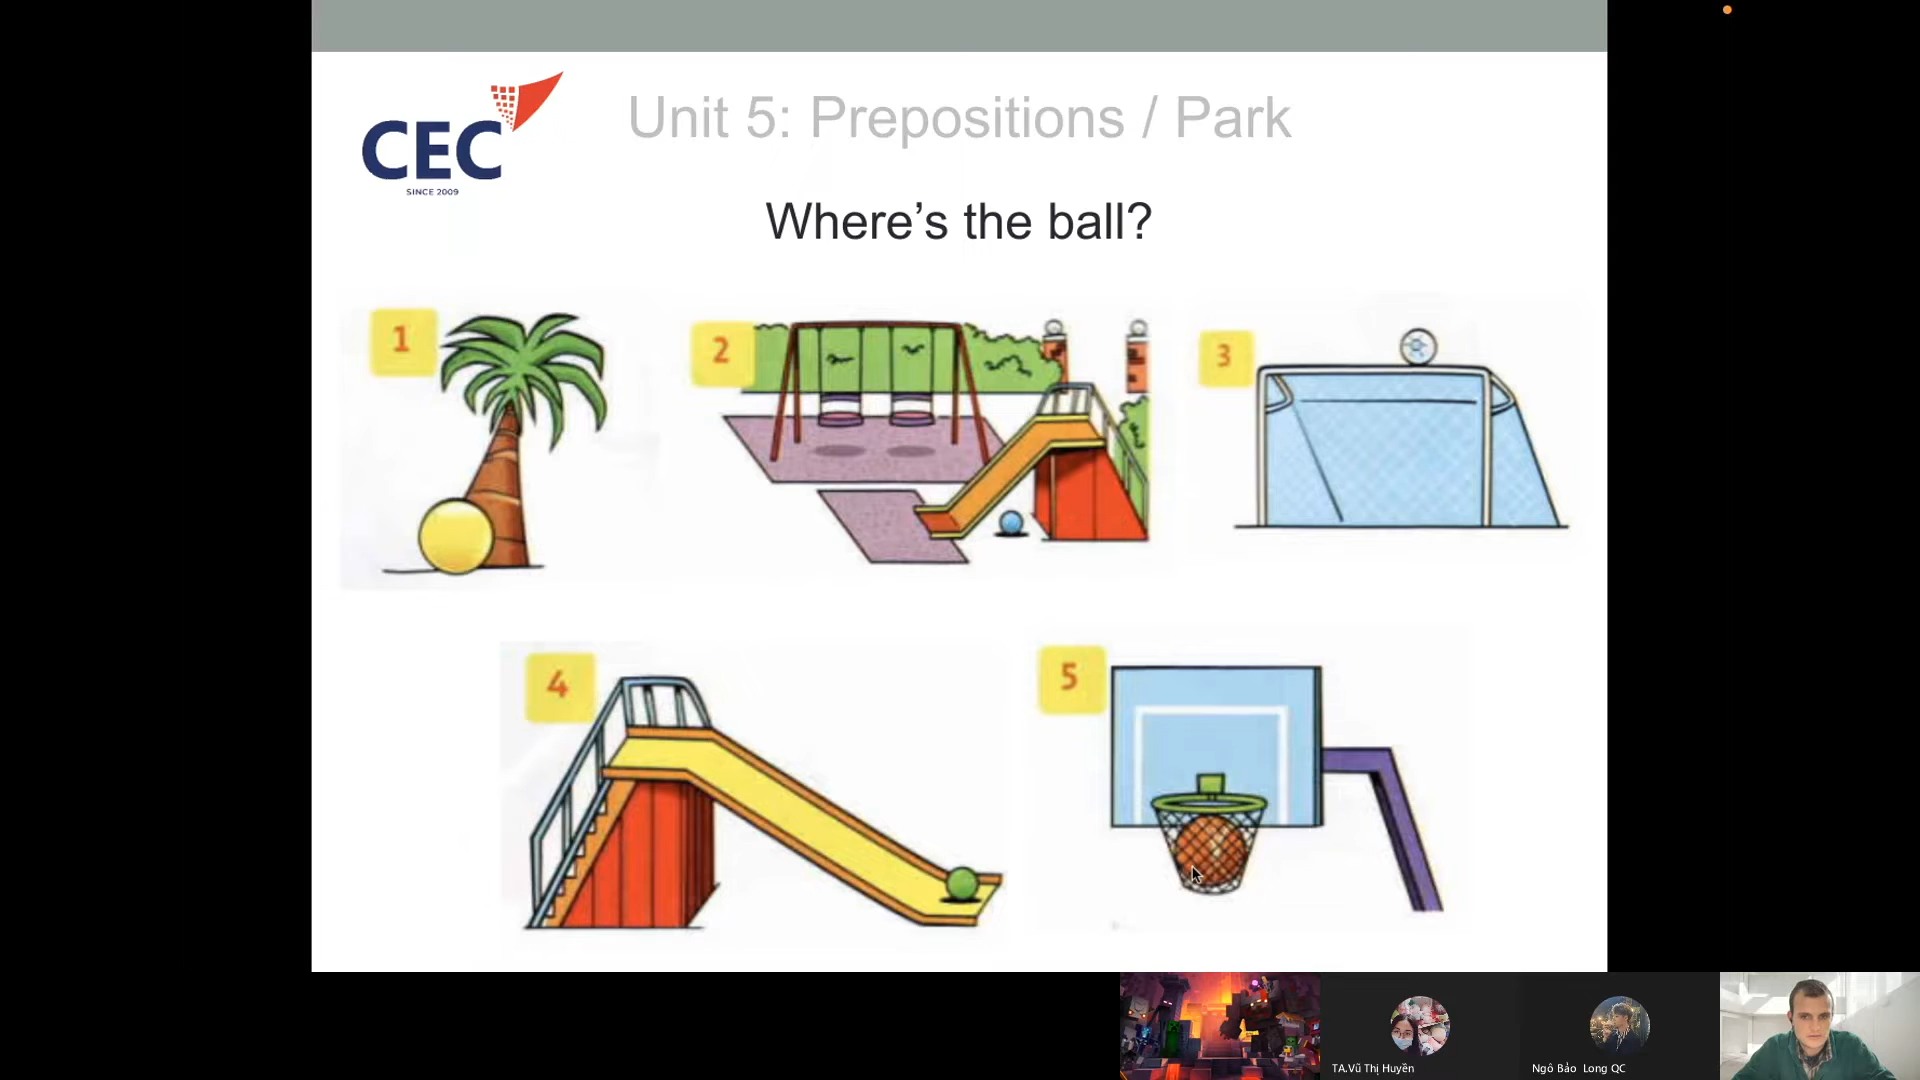 CEC
SINCE 2009
Unit 5: Prepositions / Park
Where’s the ball?
1
2
3
4
5
TA.Vũ Thị Huyền
Ngô Bảo Long QC